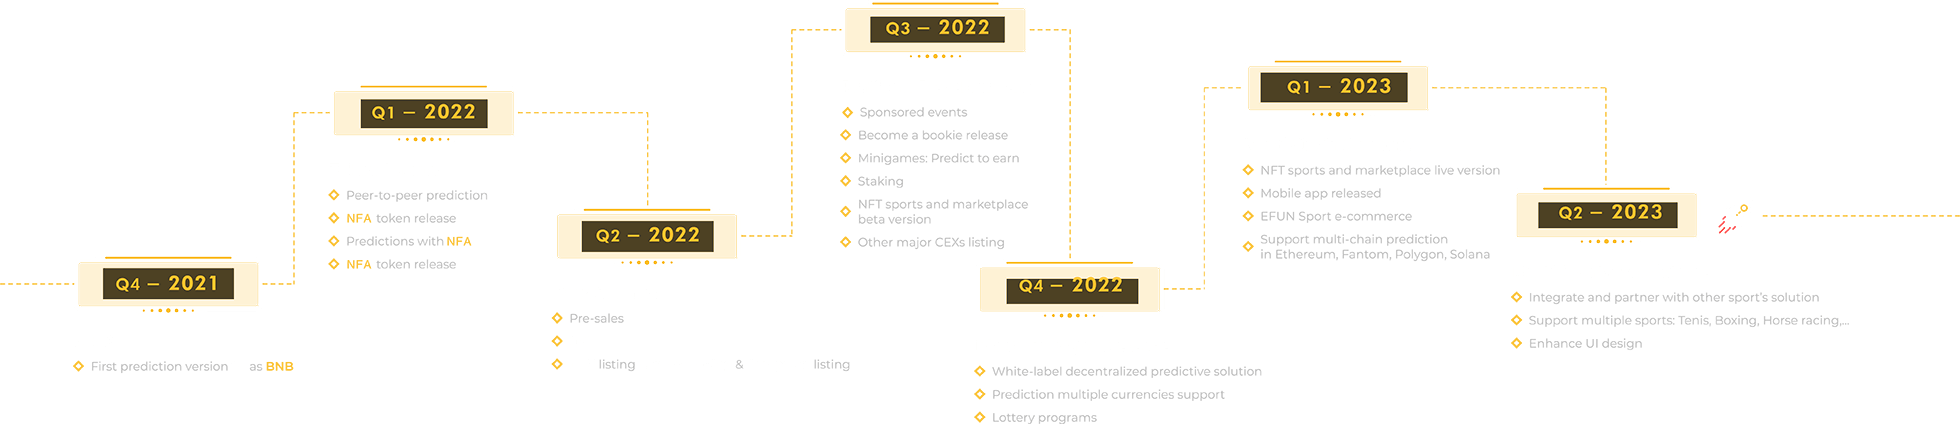 Q4 – 2021
First prediction version as BNB
Q1 – 2022
Peer-to-peer prediction
NFA token release
Predictions with NFA
NFA token release
Q2 – 2022
Pre-sales
listing & listing
Q3 – 2022
Sponsored events
Become a bookie release
Minigames: Predict to earn
Staking
NFT sports and marketplace
beta version
Other major CEXs listing
Q4 – 2022
White-label decentralized predictive solution
Prediction multiple currencies support
Lottery programs
Q1 – 2023
NFT sports and marketplace live version
Mobile app released
EFUN Sport e-commerce
Support multi-chain prediction
in Ethereum, Fantom, Polygon, Solana
Q2 – 2023
Integrate and partner with other sport's solution
Support multiple sports: Tenis, Boxing, Horse racing,...
Enhance UI design